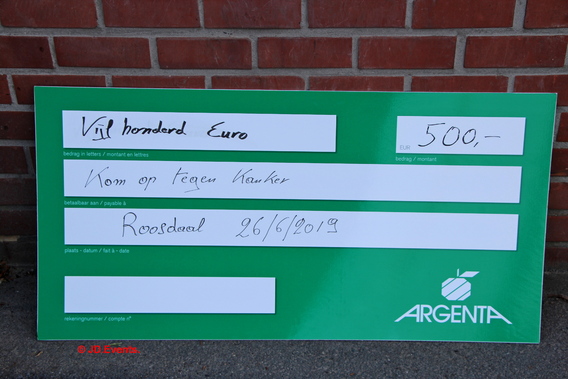 Vijf honderd Euro
EUR 500,-
bedrag in letters / montant en lettres
bedrag / montant
Kom op tegen Kanker
betaalbaar aan / payable à
Roosdaal 26/6/2019
plaats - datum / fait à - date
rekeningnummer / compte n°
ARGENTA
© JD.Events